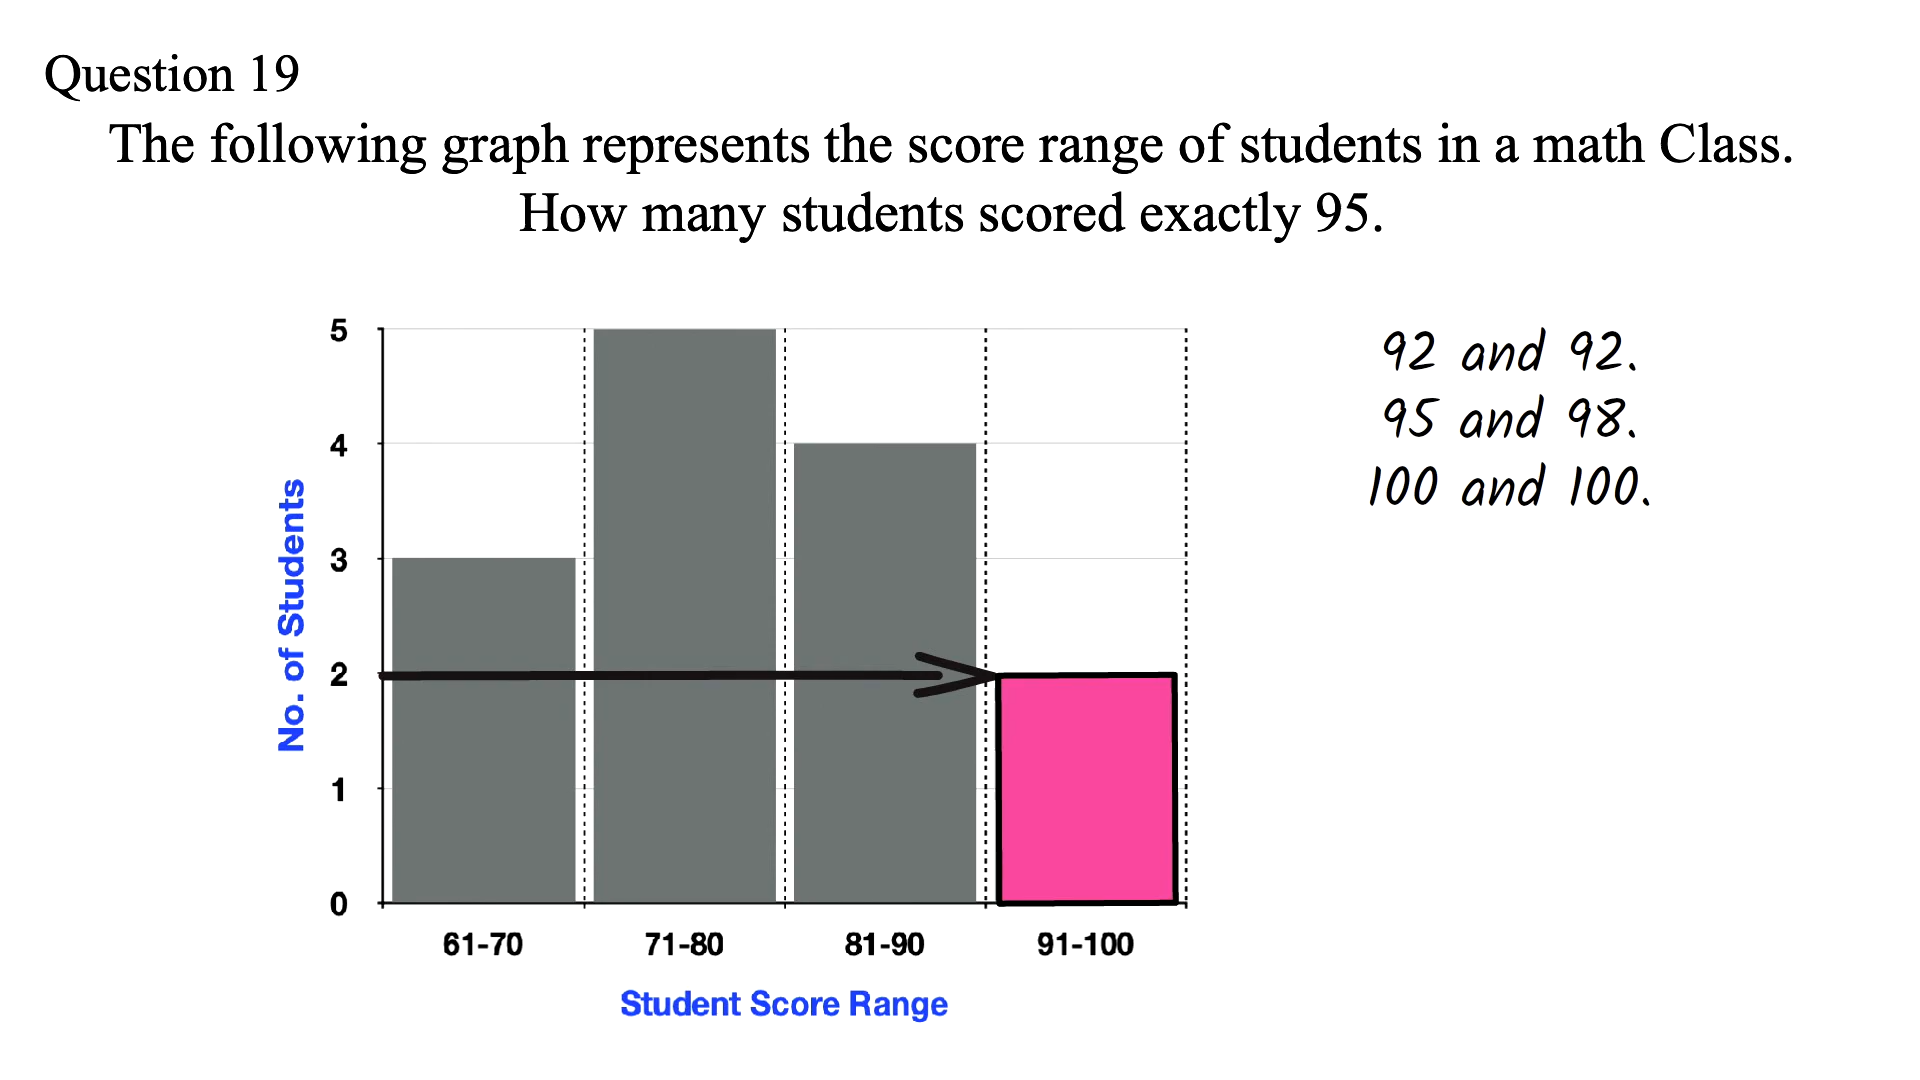 Question 19
The following graph represents the score range of students in a math Class.
How many students scored exactly 95.
92 and 92.
95 and 98.
100 and 100.
No. of Students
5
4
3
2
1
0
61-70 71-80 81-90 91-100
Student Score Range